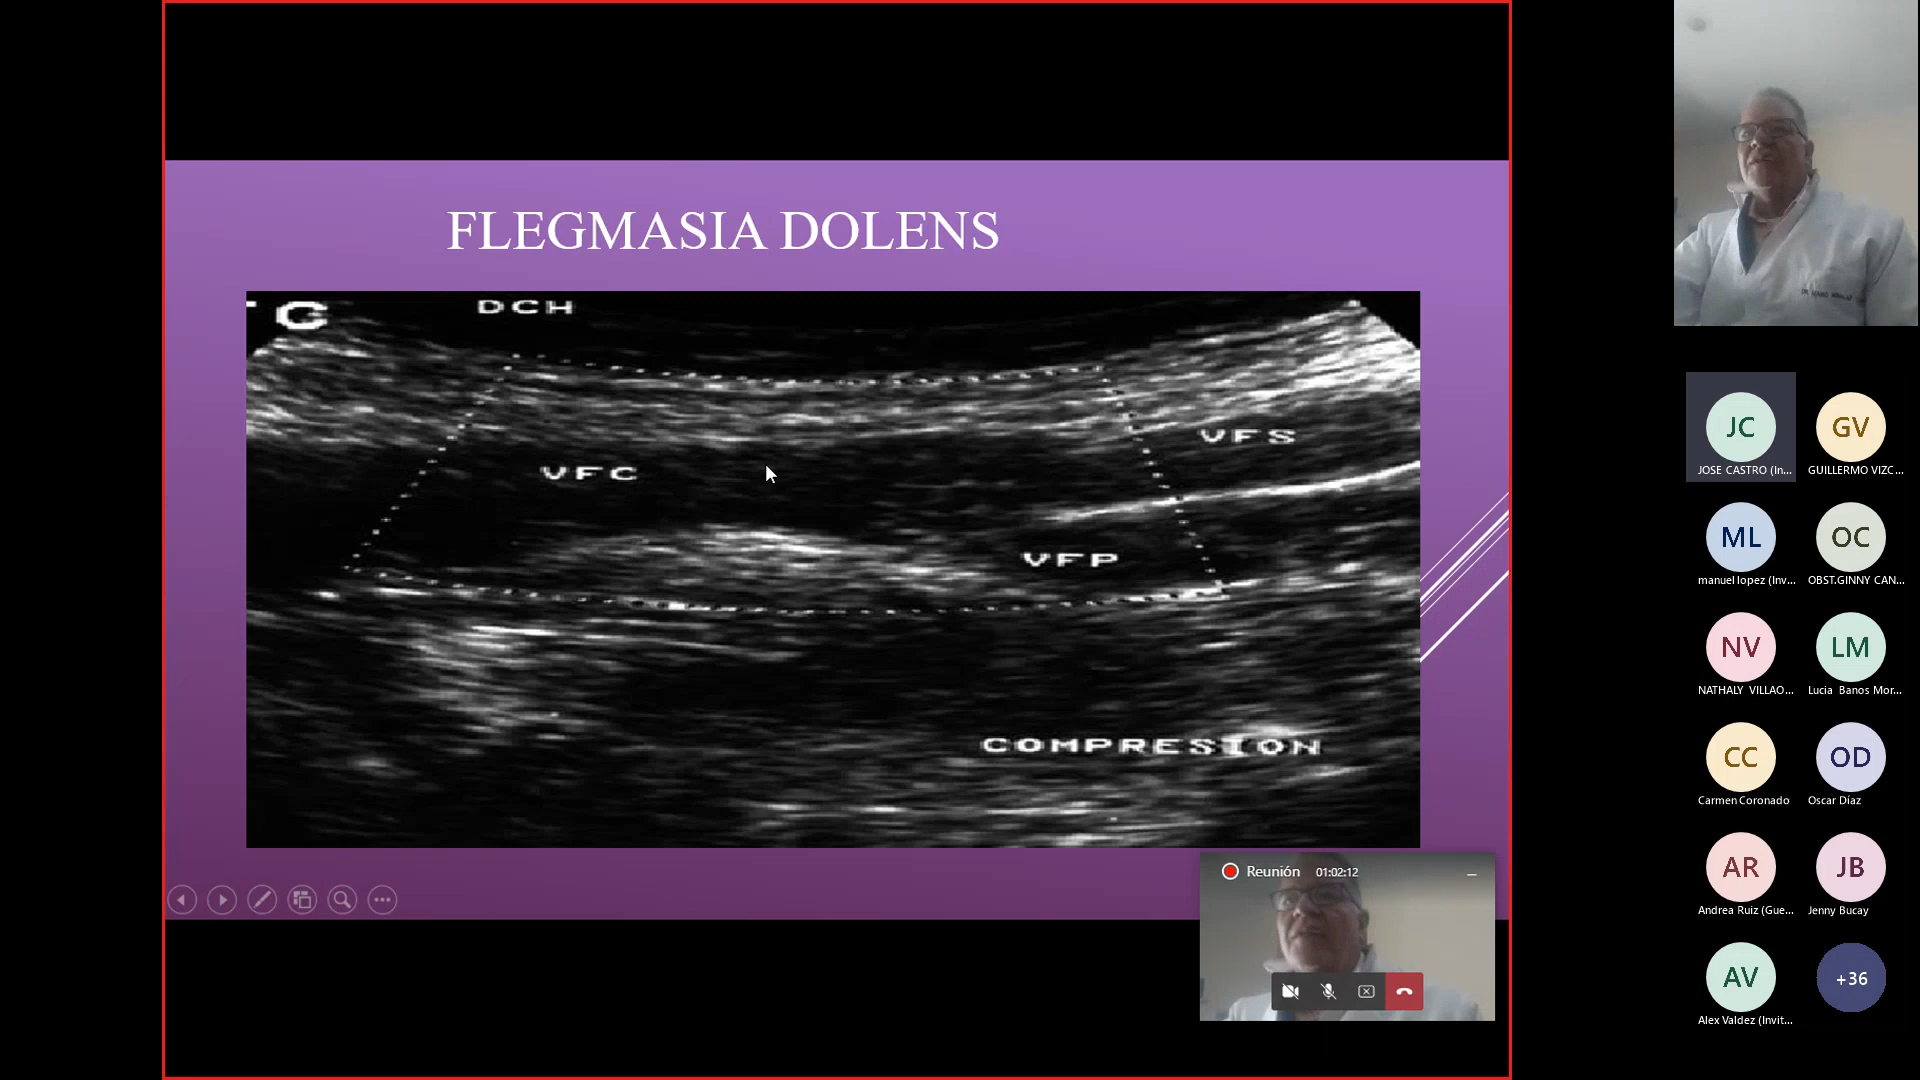 FLEGMASIA DOLENS
DCH
VFS
VFC
VFP
COMPRESION
Reunión 01:02:12
JC
JOSE CASTRO (In...
GV
GUILLERMO VIZC...
ML
manuel lopez (Inv...
OC
OBST.GINNY CAN...
NV
NATHALY VILLAO...
LM
Lucia Banos Mor...
CC
Carmen Coronado
OD
Oscar Díaz
AR
Andrea Ruiz (Gue...
JB
Jenny Bucay
AV
Alex Valdez (Invit...
+36